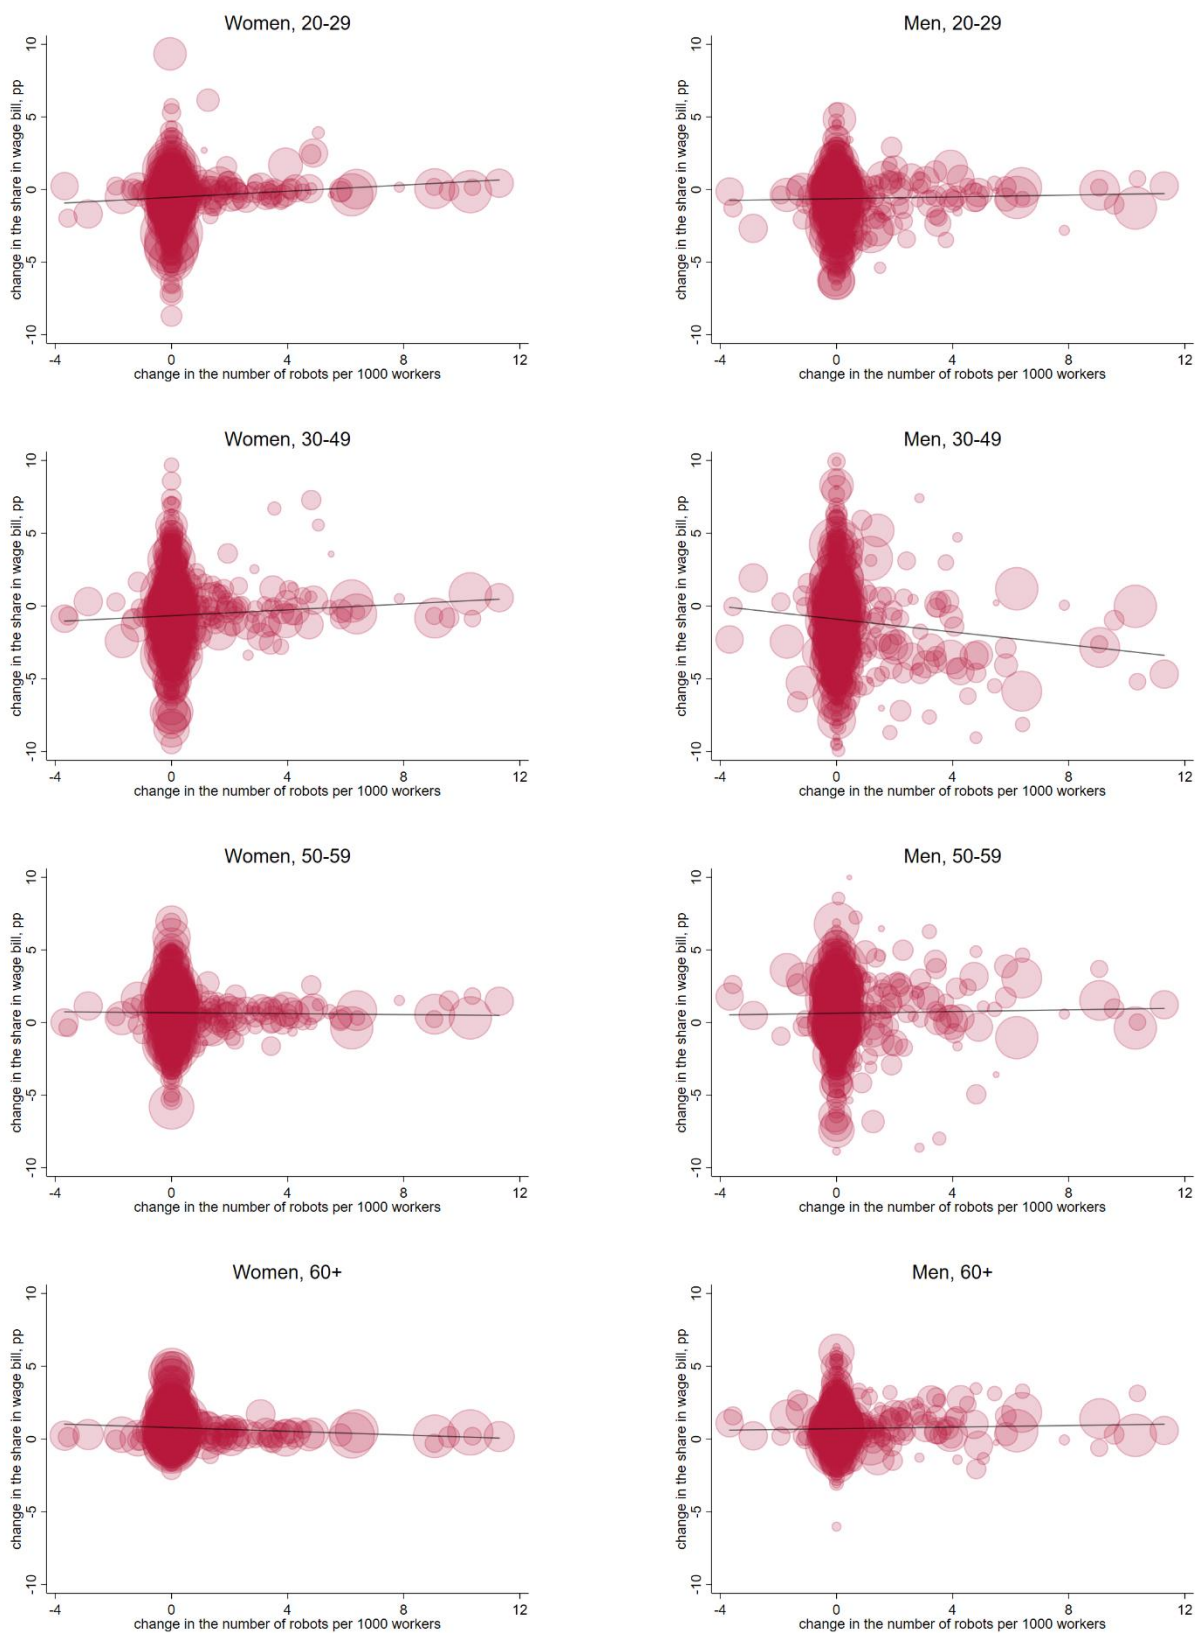 Women, 20-29
change in the share in wage bill, pp
10
5
0
-5
-10
-4 0 4 8 12
change in the number of robots per 1000 workers
Men, 20-29
change in the share in wage bill, pp
10
5
0
-5
-10
-4 0 4 8 12
change in the number of robots per 1000 workers
Women, 30-49
change in the share in wage bill, pp
10
5
0
-5
-10
-4 0 4 8 12
change in the number of robots per 1000 workers
Men, 30-49
change in the share in wage bill, pp
10
5
0
-5
-10
-4 0 4 8 12
change in the number of robots per 1000 workers
Women, 50-59
change in the share in wage bill, pp
10
5
0
-5
-10
-4 0 4 8 12
change in the number of robots per 1000 workers
Men, 50-59
change in the share in wage bill, pp
10
5
0
-5
-10
-4 0 4 8 12
change in the number of robots per 1000 workers
Women, 60+
change in the share in wage bill, pp
10
5
0
-5
-10
-4 0 4 8 12
change in the number of robots per 1000 workers
Men, 60+
change in the share in wage bill, pp
10
5
0
-5
-10
-4 0 4 8 12
change in the number of robots per 1000 workers